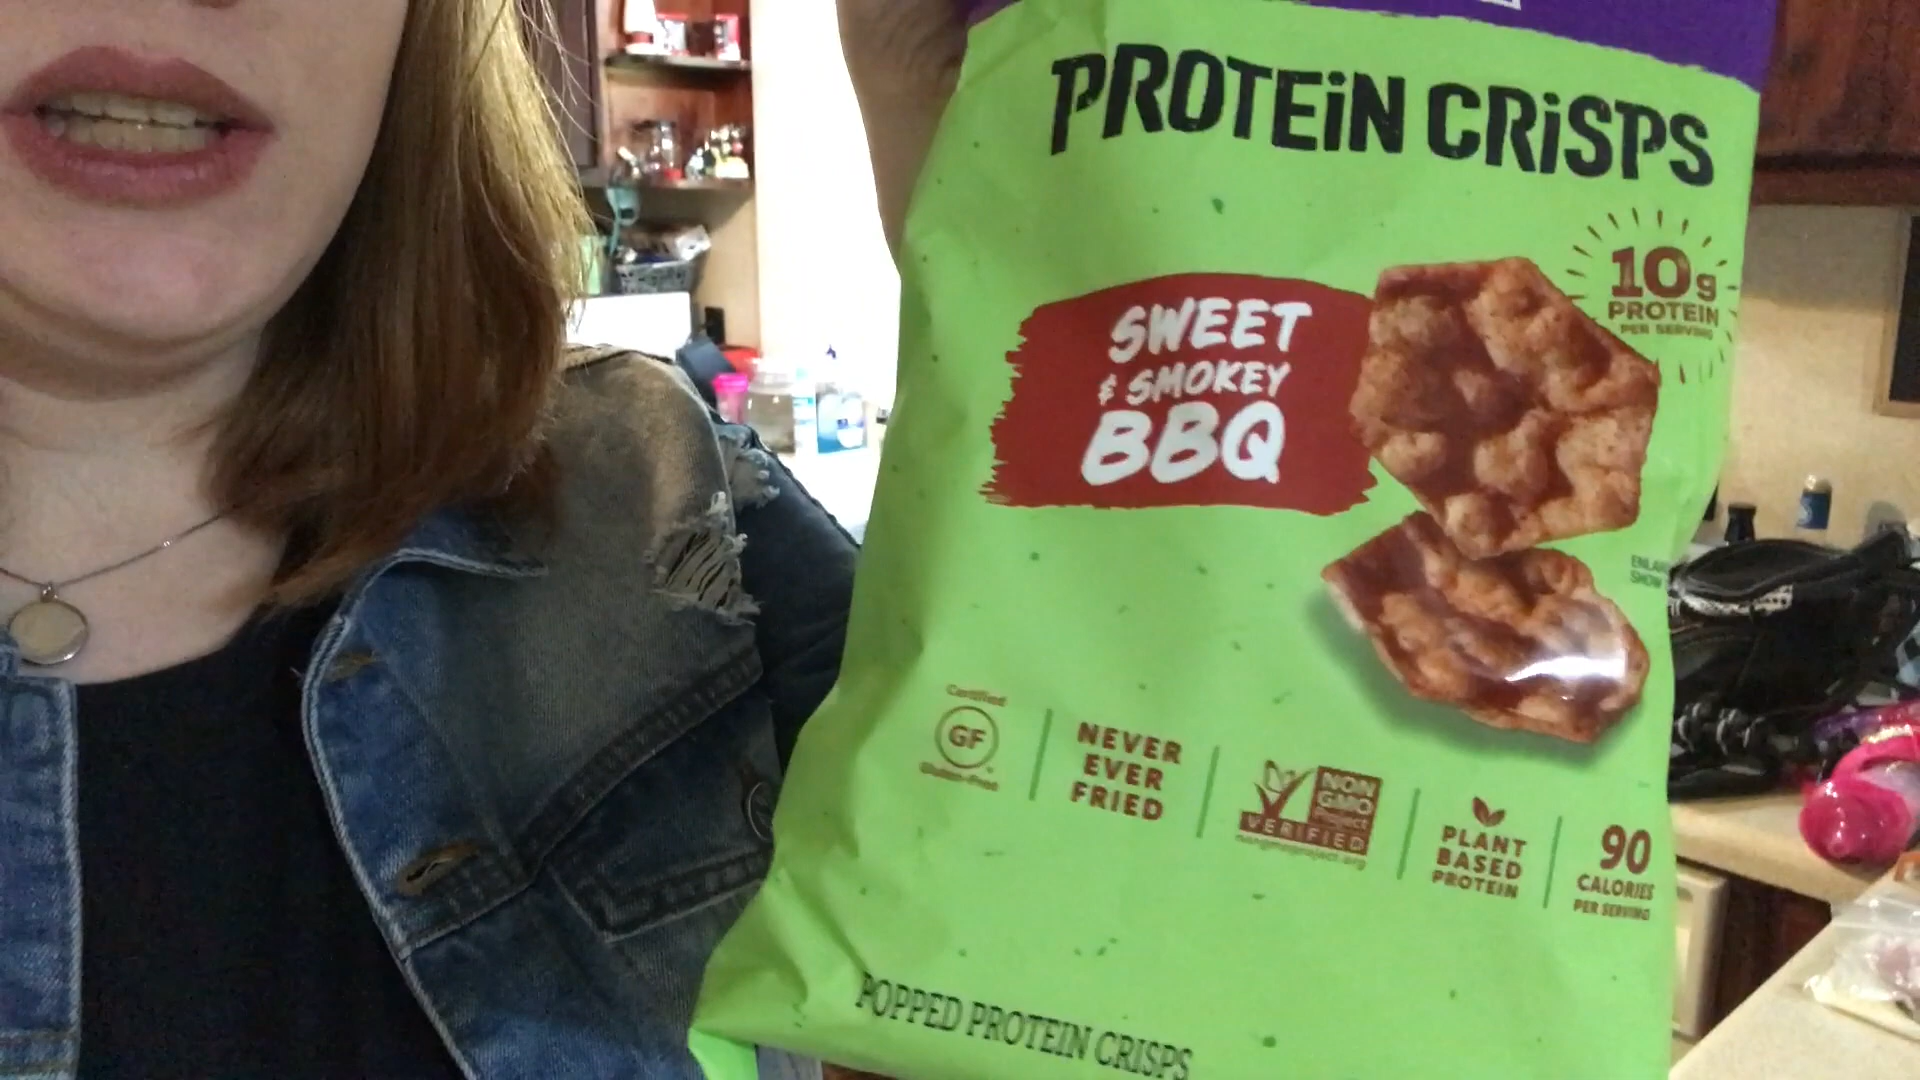 PROTEiN CRiSPS
10g
PROTEIN
PER SERVING
SWEET
& SMOKEY
BBQ
Certified
GF
Gluten-Free
NEVER
EVER
FRIED
NON
GMO
Project
VERIFIED
nongmoproject.org
PLANT
BASED
PROTEIN
90
CALORIES
PER SERVING
POPPED PROTEIN CRISPS